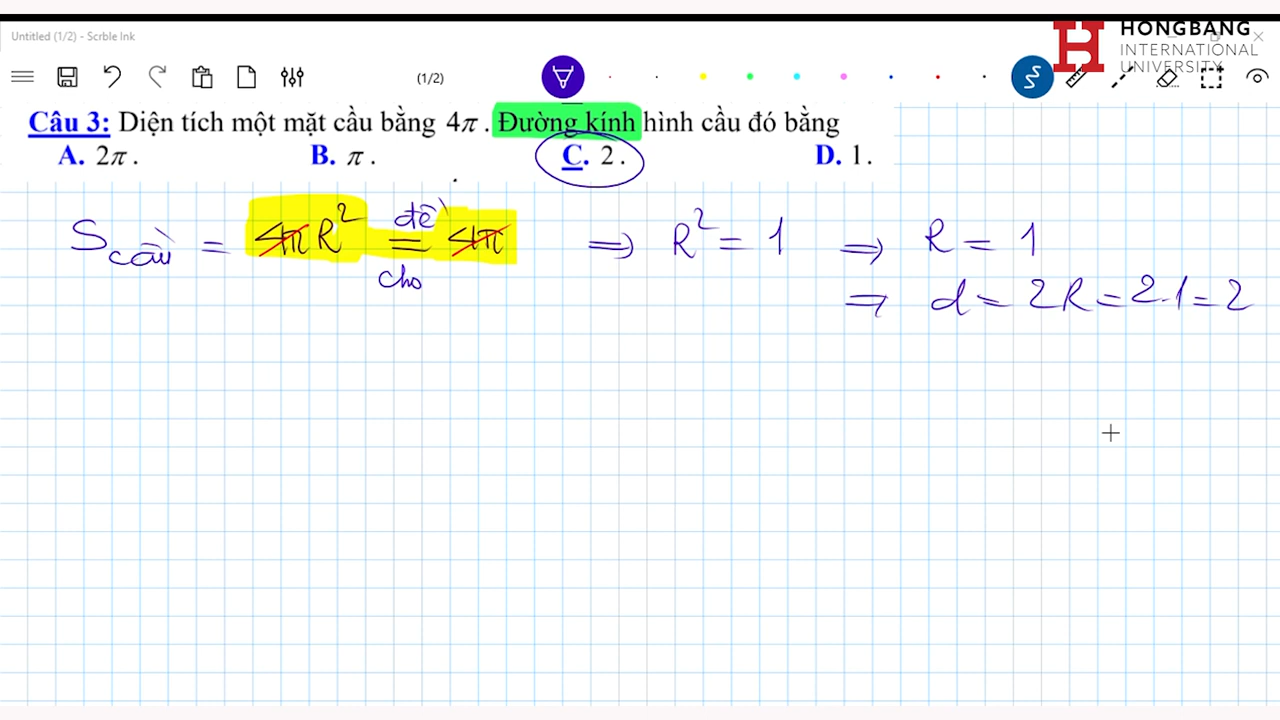 Untitled (1/2) - Scrble Ink
HONGBANG
INTERNATIONAL
UNIVERSITY
(1/2)
Câu 3: Diện tích một mặt cầu bằng 4π. Đường kính hình cầu đó bằng
A. 2π. B. π. C. 2. D. 1.
S cầu = 4πR² = 4π ⇒ R² = 1 ⇒ R = 1
đề
cho
⇒ d = 2R = 2.1 = 2